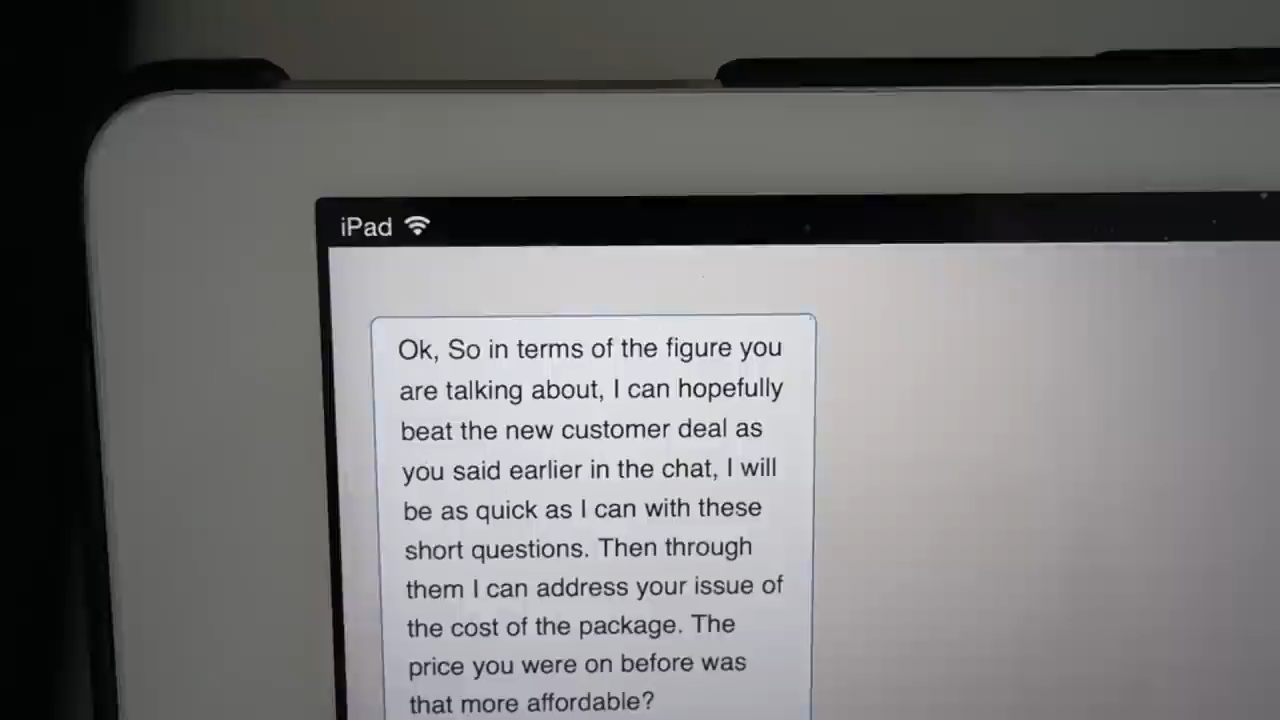 iPad
Ok, So in terms of the figure you
are talking about, I can hopefully
beat the new customer deal as
you said earlier in the chat, I will
be as quick as I can with these
short questions. Then through
them I can address your issue of
the cost of the package. The
price you were on before was
that more affordable?